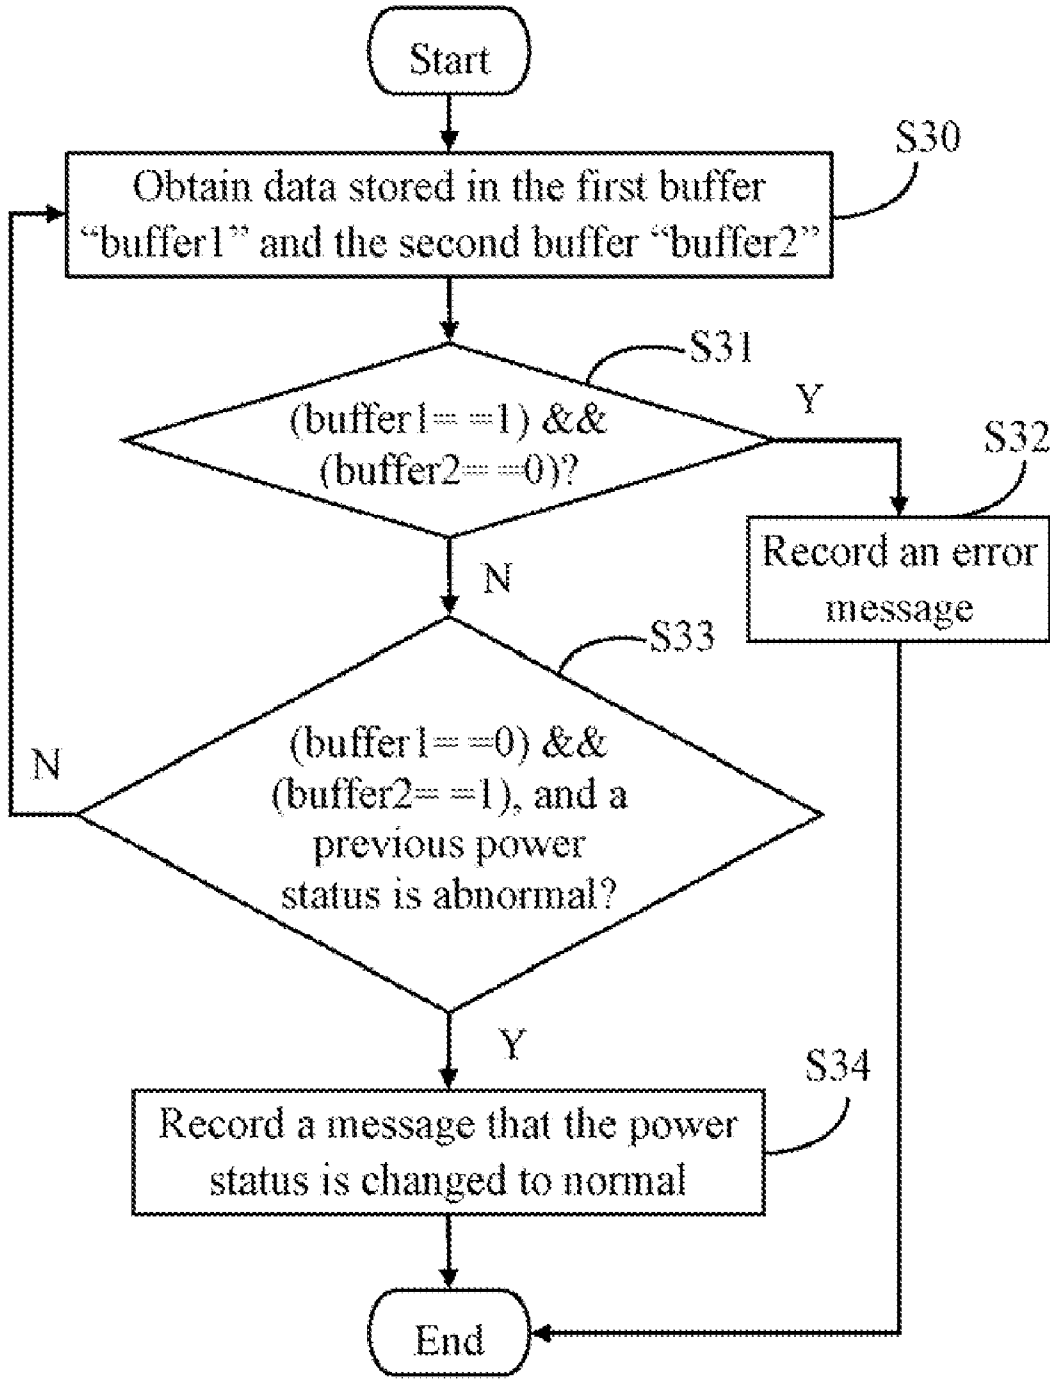 Start
S30
Obtain data stored in the first buffer
“buffer1” and the second buffer “buffer2”
S31
Y
(buffer1= =1) &&
(buffer2= =0)?
S32
Record an error
message
N
S33
(buffer1= =0) &&
(buffer2= =1), and a
previous power
status is abnormal?
N
Y
S34
Record a message that the power
status is changed to normal
End